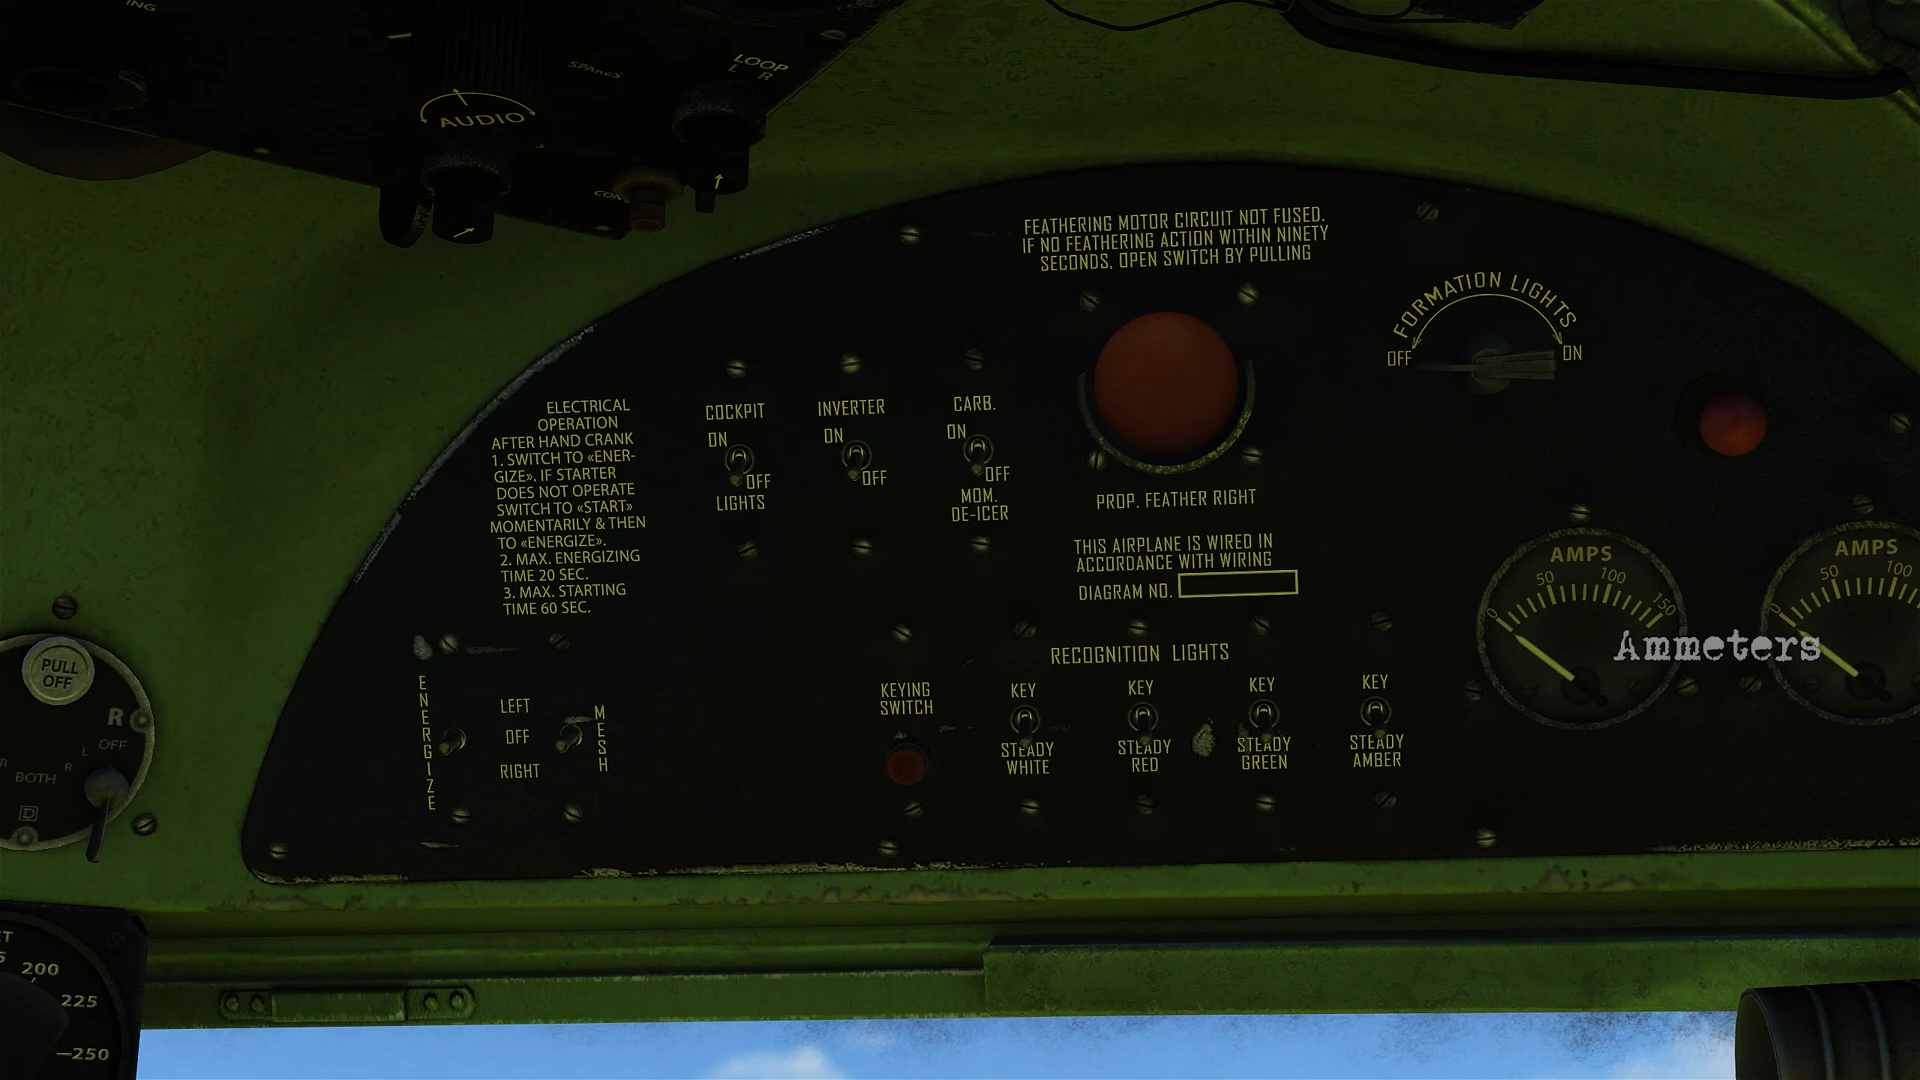 ING
SPARES
LOOP
L R
AUDIO
FEATHERING MOTOR CIRCUIT NOT FUSED.
IF NO FEATHERING ACTION WITHIN NINETY
SECONDS, OPEN SWITCH BY PULLING
FORMATION LIGHTS
OFF
ON
ELECTRICAL
OPERATION
AFTER HAND CRANK
1. SWITCH TO «ENER-
GIZE». IF STARTER
DOES NOT OPERATE
SWITCH TO «START»
MOMENTARILY & THEN
TO «ENERGIZE».
2. MAX. ENERGIZING
TIME 20 SEC.
3. MAX. STARTING
TIME 60 SEC.
COCKPIT
ON
OFF
LIGHTS
INVERTER
ON
OFF
CARB.
ON
OFF
MOM.
DE-ICER
PROP. FEATHER RIGHT
THIS AIRPLANE IS WIRED IN
ACCORDANCE WITH WIRING
DIAGRAM NO.
AMPS
0 50 100 150
AMPS
0 50 100
Ammeters
PULL
OFF
R
OFF
L
R
BOTH
R
D
ENERGIZE
LEFT
OFF
RIGHT
MESH
RECOGNITION LIGHTS
KEYING
SWITCH
KEY
STEADY
WHITE
KEY
STEADY
RED
KEY
STEADY
GREEN
KEY
STEADY
AMBER
200
225
250